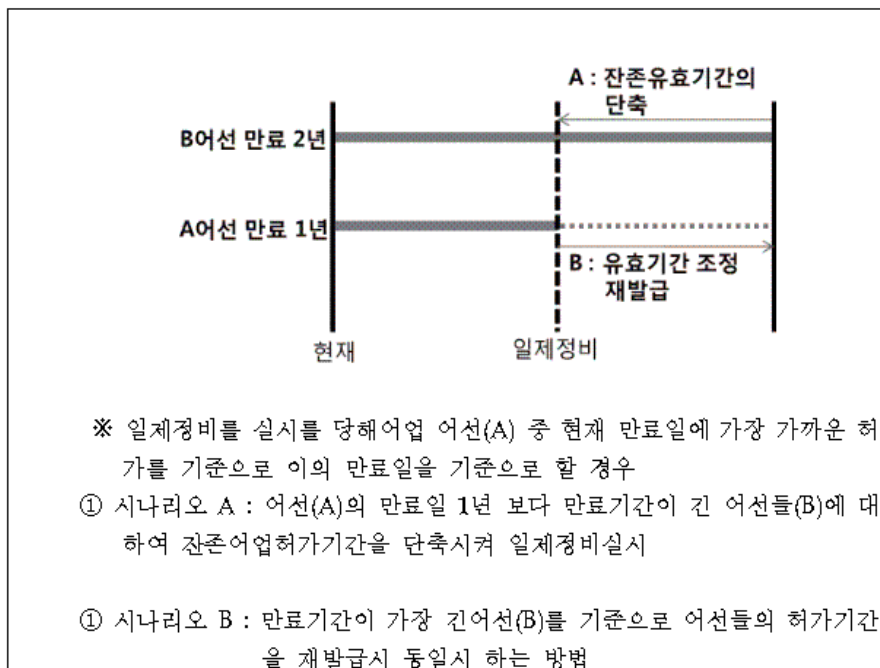 A : 잔존유효기간의
단축
B어선 만료 2년
A어선 만료 1년
B : 유효기간 조정
재발급
현재
일제정비
※ 일제정비를 실시를 당해어업 어선(A) 중 현재 만료일에 가장 가까운 허
가를 기준으로 이의 만료일을 기준으로 할 경우
① 시나리오 A : 어선(A)의 만료일 1년 보다 만료기간이 긴 어선들(B)에 대
하여 잔존어업허가기간을 단축시켜 일제정비실시
① 시나리오 B : 만료기간이 가장 긴어선(B)를 기준으로 어선들의 허가기간
을 재발급시 동일시 하는 방법